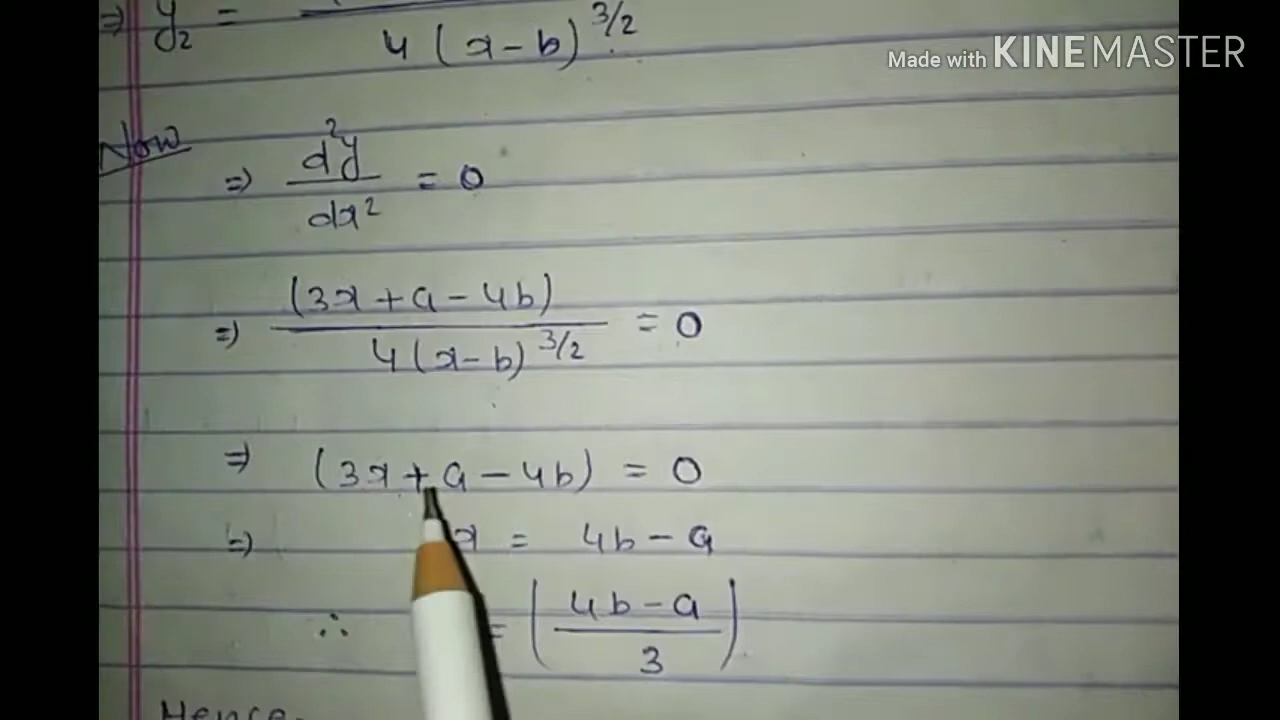 ⇒ y₂ =
4 (x - b)^3/2
Made with KINEMASTER
Now
⇒ d²y/dx² = 0
⇒ (3x + a - 4b) / 4(x - b)^3/2 = 0
⇒ (3x + a - 4b) = 0
⇒ x = 4b - a
∴ = (4b - a / 3)
Hence,